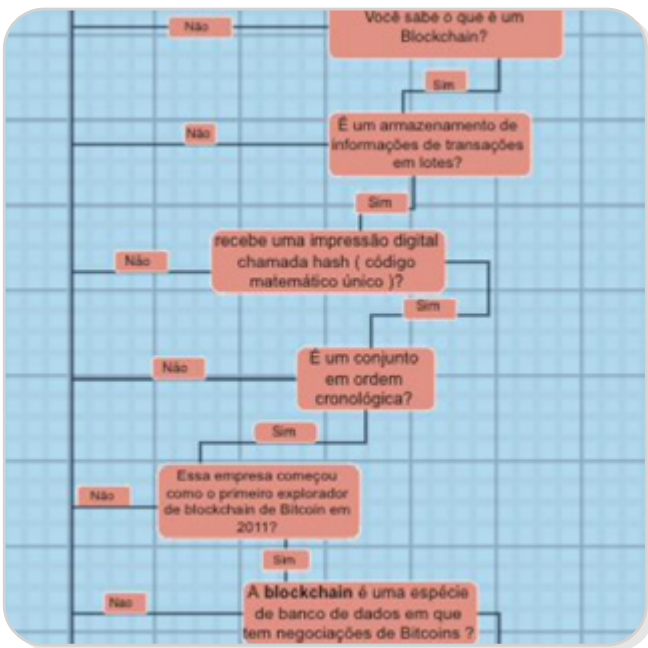 Você sabe o que é um
Blockchain?
Não
Sim
É um armazenamento de
informações de transações
em lotes?
Não
Sim
recebe uma impressão digital
chamada hash ( código
matemático único )?
Não
Sim
É um conjunto
em ordem
cronológica?
Não
Sim
Essa empresa começou
como o primeiro explorador
de blockchain de Bitcoin em
2011?
Não
Sim
A blockchain é uma espécie
de banco de dados em que
tem negociações de Bitcoins ?
Nao